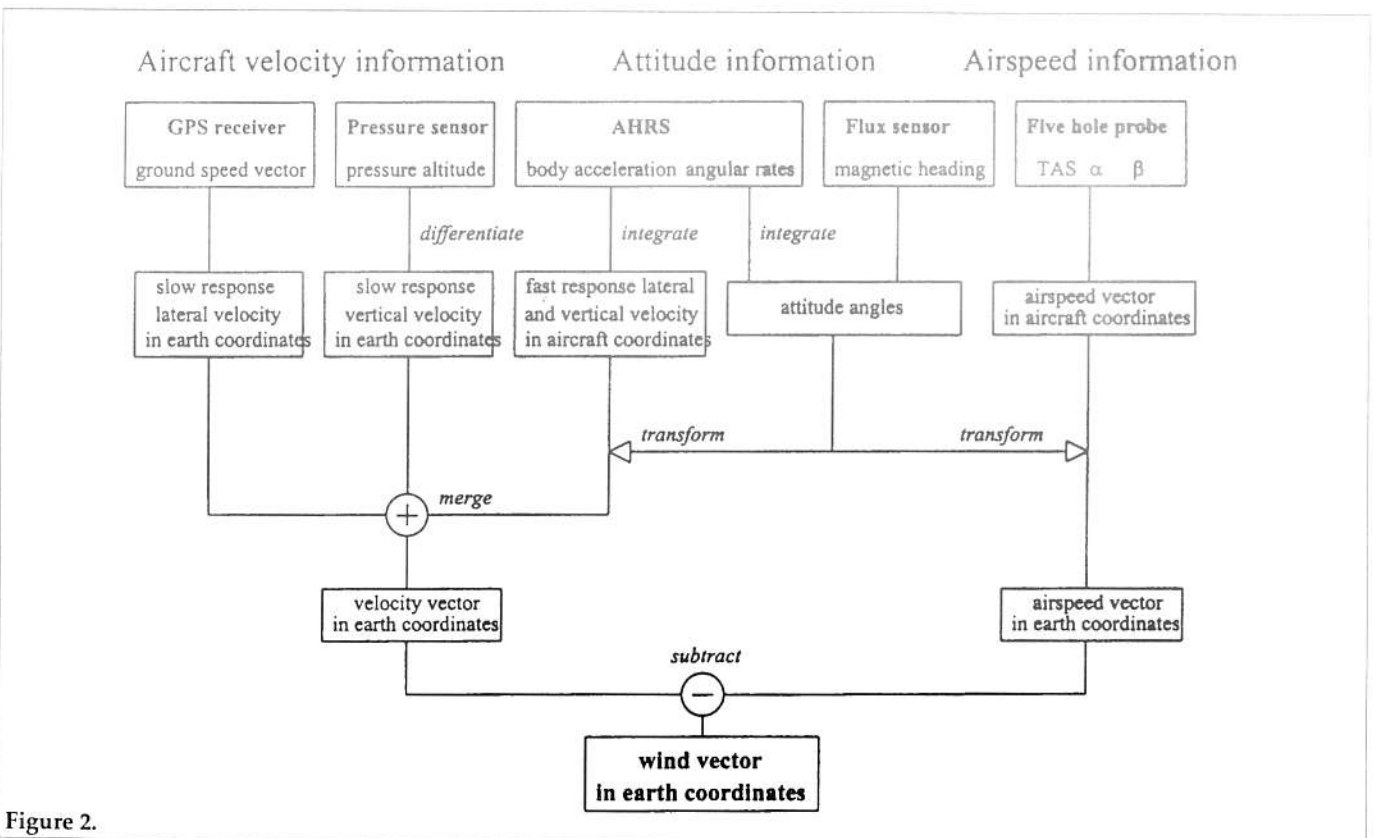 Aircraft velocity information
Attitude information
Airspeed information
GPS receiver
ground speed vector
Pressure sensor
pressure altitude
AHRS
body acceleration angular rates
Flux sensor
magnetic heading
Five hole probe
TAS α β
differentiate
integrate
integrate
slow response
lateral velocity
in earth coordinates
slow response
vertical velocity
in earth coordinates
fast response lateral
and vertical velocity
in aircraft coordinates
attitude angles
airspeed vector
in aircraft coordinates
transform
transform
+
merge
velocity vector
in earth coordinates
airspeed vector
in earth coordinates
subtract
−
wind vector
in earth coordinates
Figure 2.